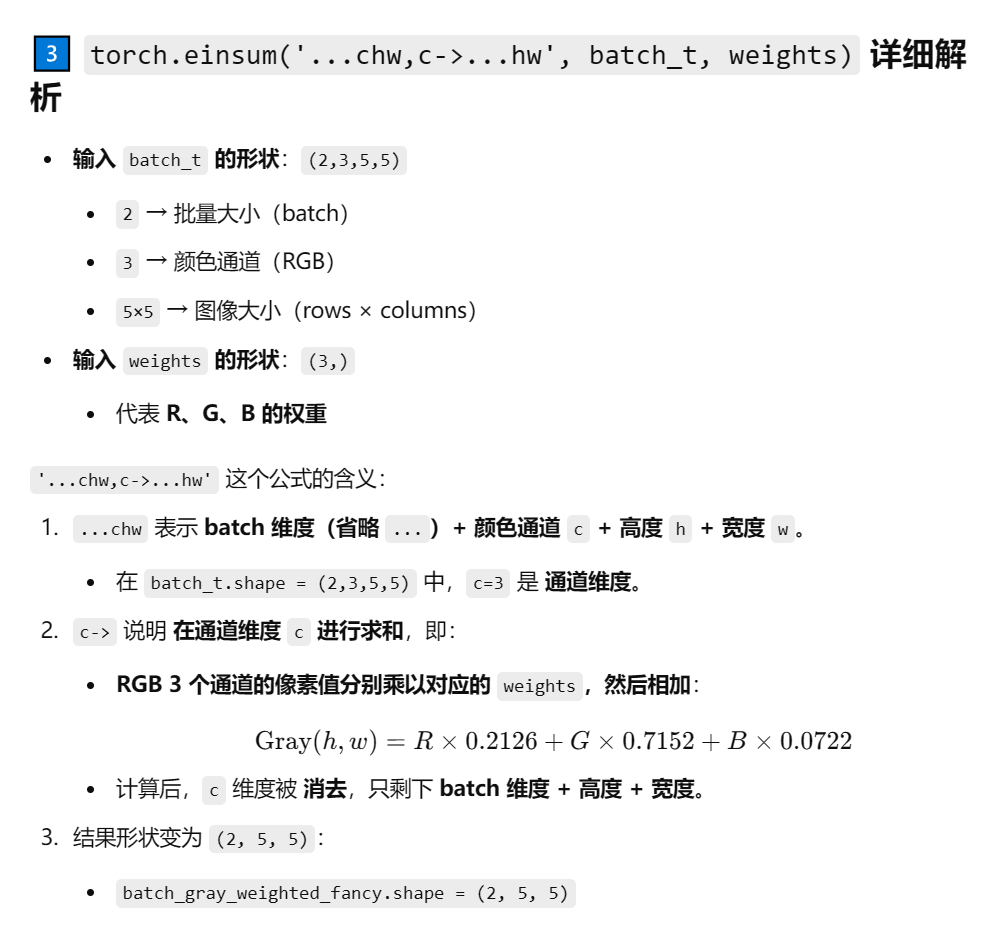 3 torch.einsum('...chw,c->...hw', batch_t, weights) 详细解
析
• 输入 batch_t 的形状：(2,3,5,5)
• 2 → 批量大小（batch）
• 3 → 颜色通道（RGB）
• 5×5 → 图像大小（rows × columns）
• 输入 weights 的形状：(3,)
• 代表 R、G、B 的权重
'...chw,c->...hw' 这个公式的含义：
1. ...chw 表示 batch 维度（省略 ...）+ 颜色通道 c + 高度 h + 宽度 w。
• 在 batch_t.shape = (2,3,5,5) 中，c=3 是 通道维度。
2. c-> 说明 在通道维度 c 进行求和，即：
• RGB 3 个通道的像素值分别乘以对应的 weights，然后相加：
Gray(h, w) = R × 0.2126 + G × 0.7152 + B × 0.0722
• 计算后，c 维度被 消去，只剩下 batch 维度 + 高度 + 宽度。
3. 结果形状变为 (2, 5, 5)：
• batch_gray_weighted_fancy.shape = (2, 5, 5)